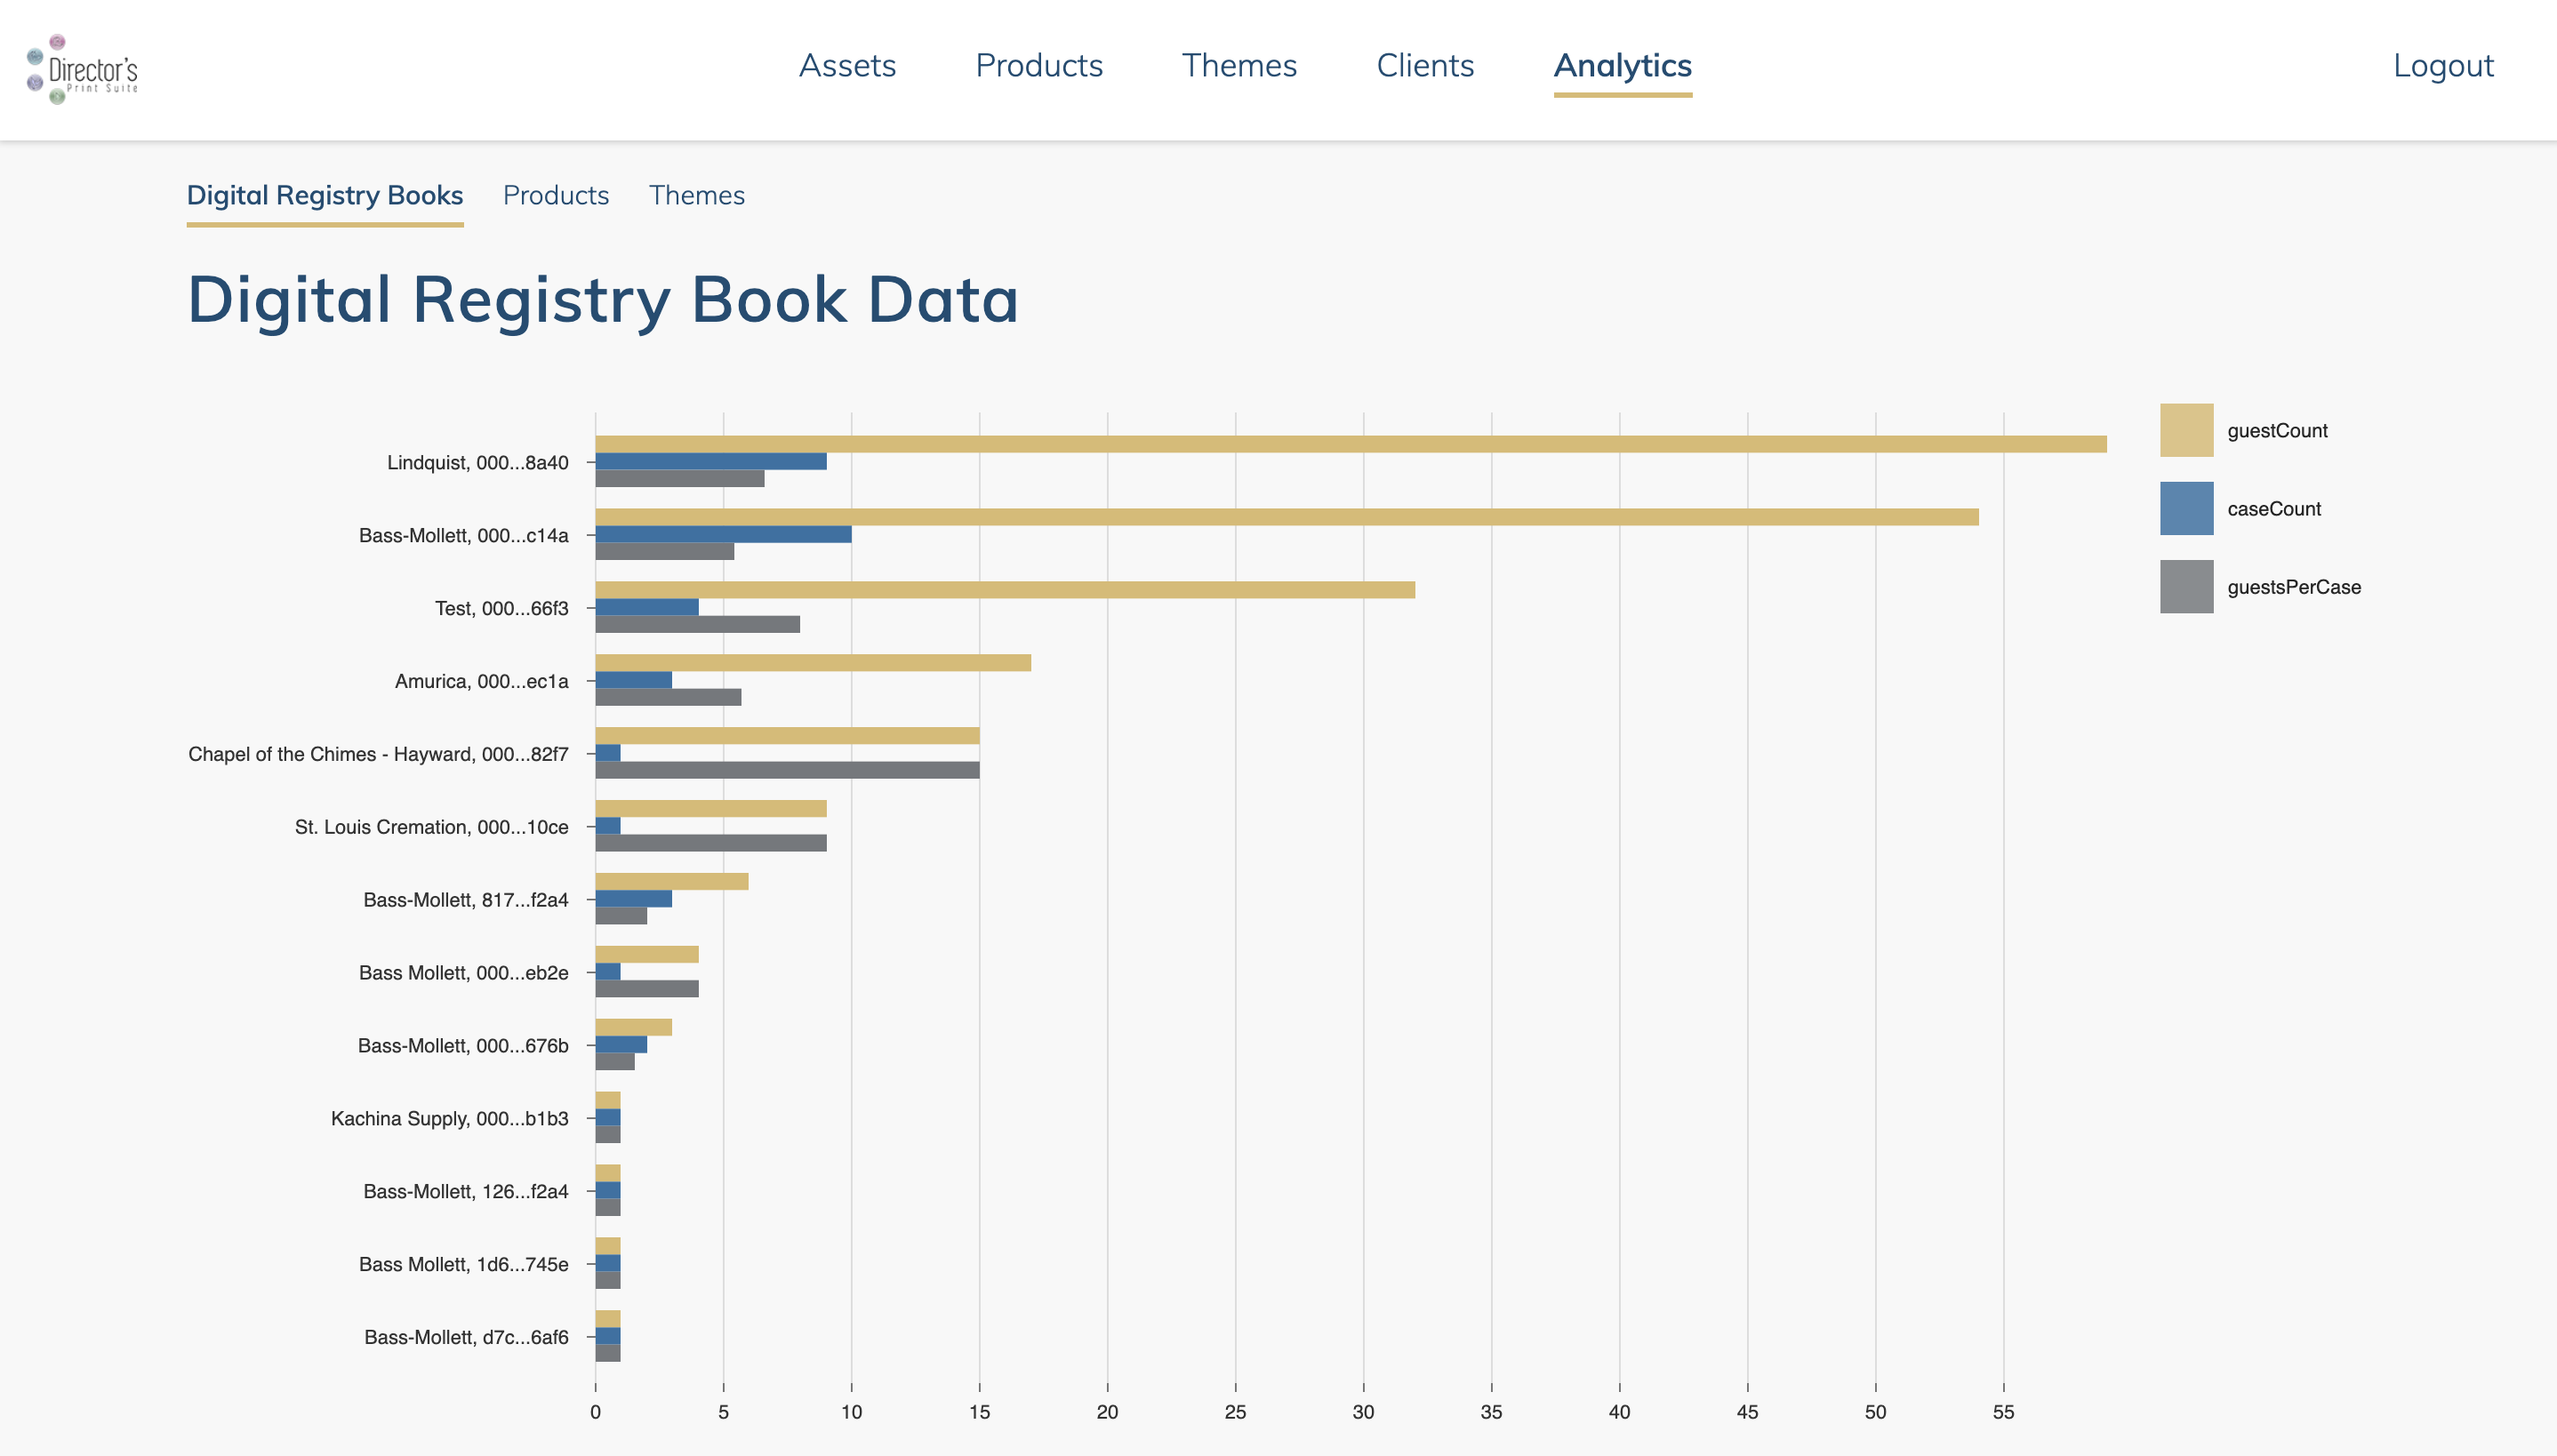 Director's
Print Suite
Assets
Products
Themes
Clients
Analytics
Logout
Digital Registry Books
Products
Themes
Digital Registry Book Data
guestCount
caseCount
guestsPerCase
Lindquist, 000...8a40
Bass-Mollett, 000...c14a
Test, 000...66f3
Amurica, 000...ec1a
Chapel of the Chimes - Hayward, 000...82f7
St. Louis Cremation, 000...10ce
Bass-Mollett, 817...f2a4
Bass Mollett, 000...eb2e
Bass-Mollett, 000...676b
Kachina Supply, 000...b1b3
Bass-Mollett, 126...f2a4
Bass Mollett, 1d6...745e
Bass-Mollett, d7c...6af6
0 5 10 15 20 25 30 35 40 45 50 55